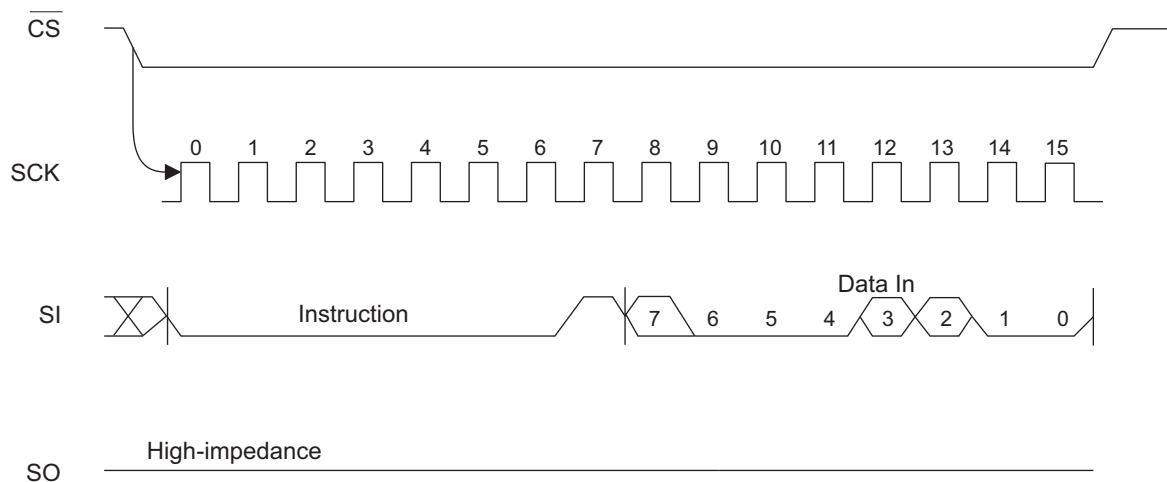 C̅S̅
0 1 2 3 4 5 6 7 8 9 10 11 12 13 14 15
SCK
Data In
SI
Instruction
7 6 5 4 3 2 1 0
High-impedance
SO